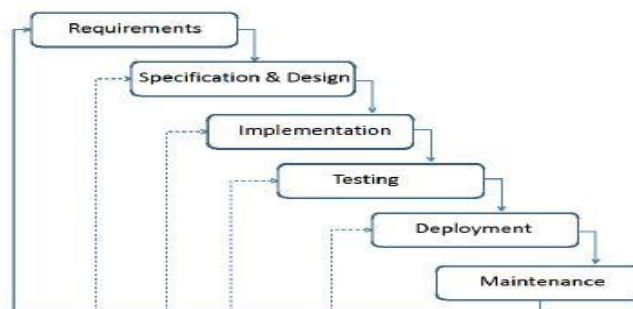 Requirements
Specification & Design
Implementation
Testing
Deployment
Maintenance